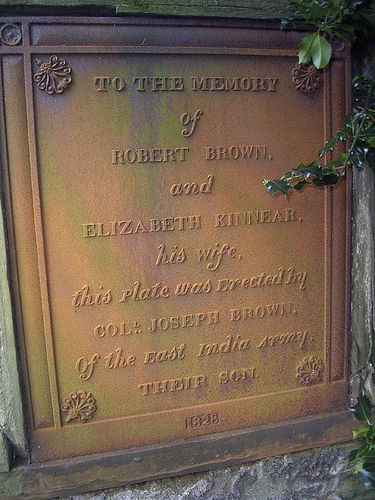 TO THE MEMORY
of
ROBERT BROWN,
and
ELIZABETH KINNEAR,
his wife,
this Plate was Erected by
COLR. JOSEPH BROWN,
Of the East India Army
THEIR SON.
1828